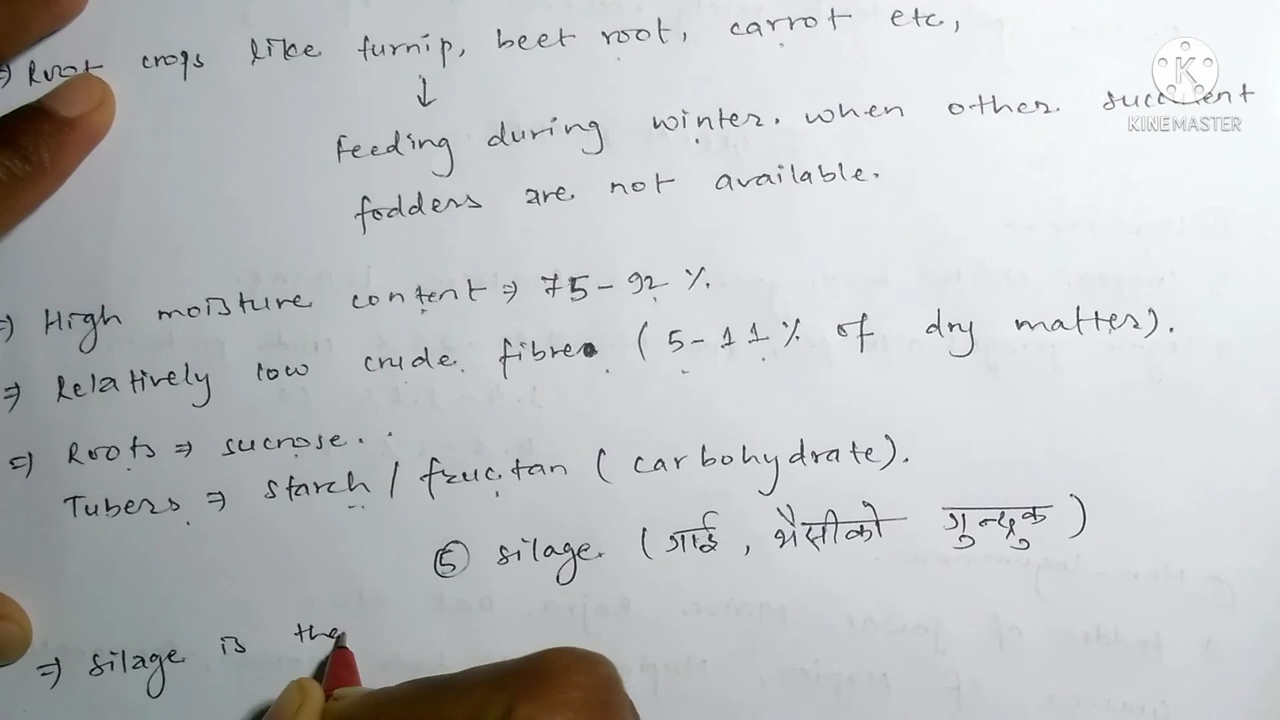 ⇒ Root crops like turnip, beet root, carrot etc,
↓
feeding during winter. when other succulent
fodders are not available.
⇒ High moisture content ⇒ 75-92 %.
⇒ Relatively low crude fibre (5-11% of dry matter).
⇒ Roots ⇒ sucrose.
Tubers ⇒ starch / fructan (carbohydrate).
⑤ silage. (गाई, भैसीको गुन्द्रुक)
⇒ silage is the
K
KINEMASTER